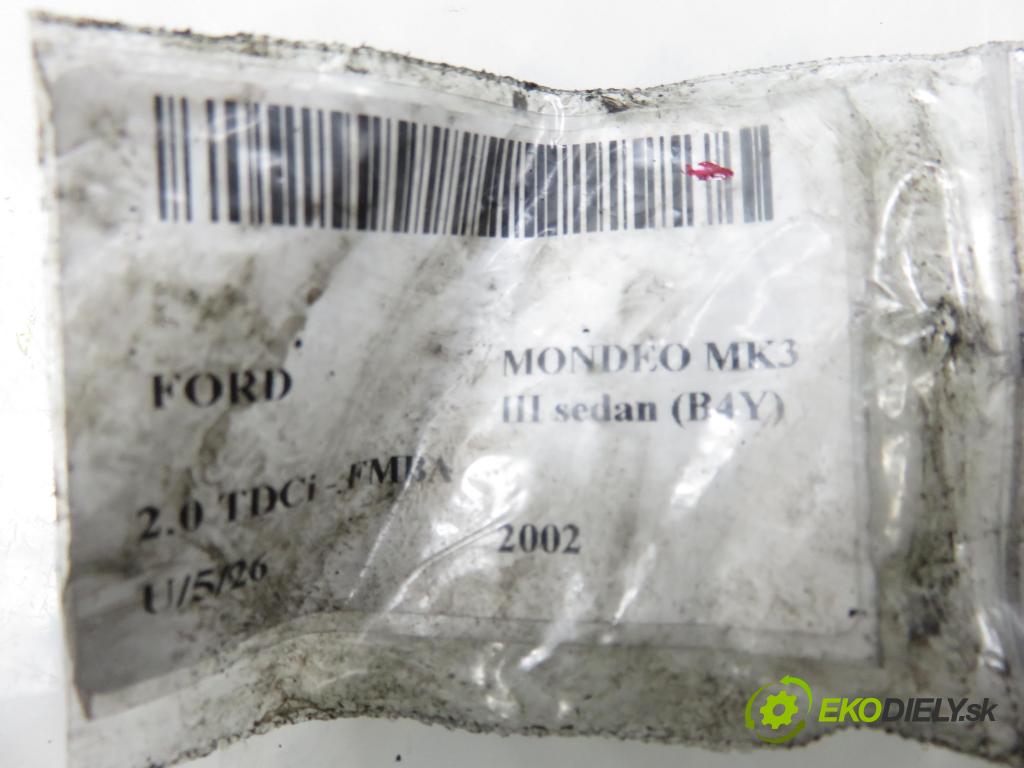 FORD
MONDEO MK3
III sedan (B4Y)
2.0 TDCi - FMBA
2002
U/5/26
EKODIELY.sk